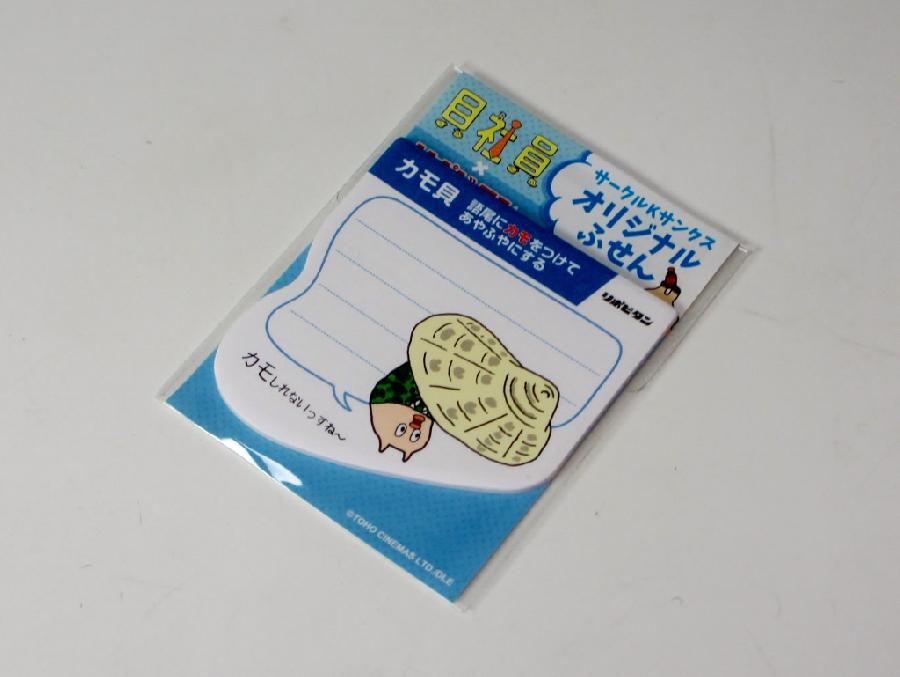 貝社員
×
サークルKサンクス
オリジナル
ふせん
カモ貝
語尾にカモをつけて
あやふやにする
リポビタン
カモしれないっすね～
©TOHO CINEMAS LTD./DLE